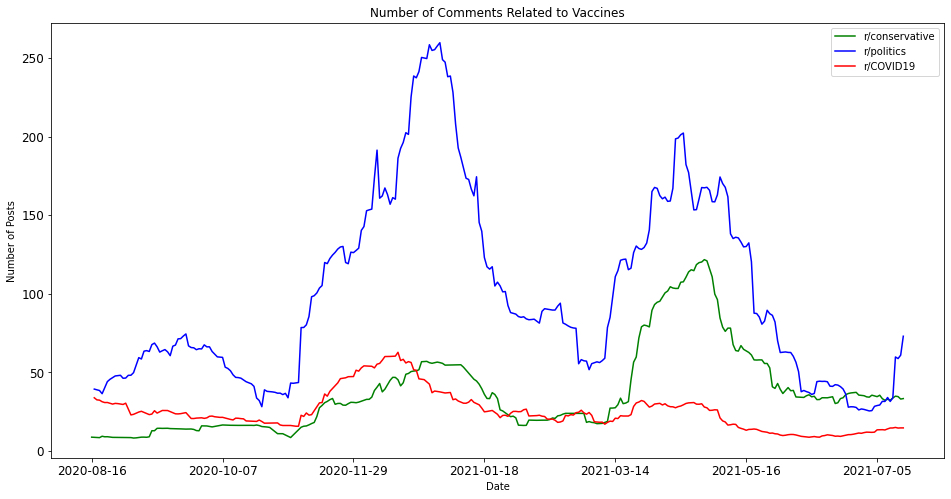 Number of Comments Related to Vaccines
r/conservative
r/politics
r/COVID19
Number of Posts
250
200
150
100
50
0
2020-08-16 2020-10-07 2020-11-29 2021-01-18 2021-03-14 2021-05-16 2021-07-05
Date